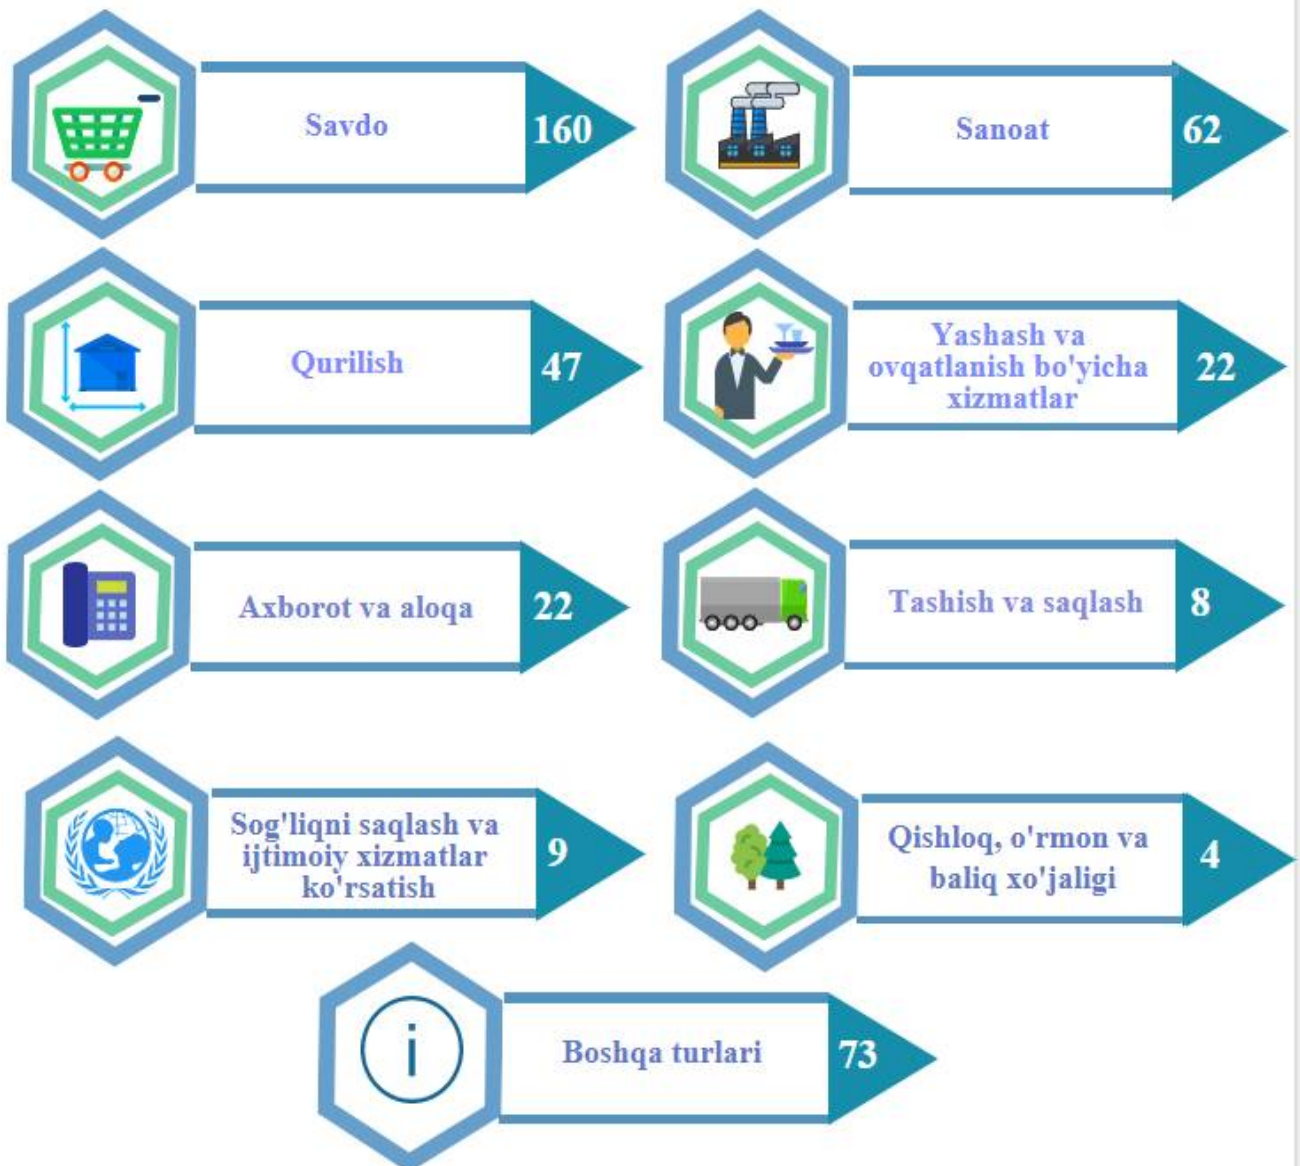 Savdo
160
Sanoat
62
Qurilish
47
Yashash va
ovqatlanish bo'yicha
xizmatlar
22
Axborot va aloqa
22
Tashish va saqlash
8
Sog'liqni saqlash va
ijtimoiy xizmatlar
ko'rsatish
9
Qishloq, o'rmon va
baliq xo'jaligi
4
i
Boshqa turlari
73